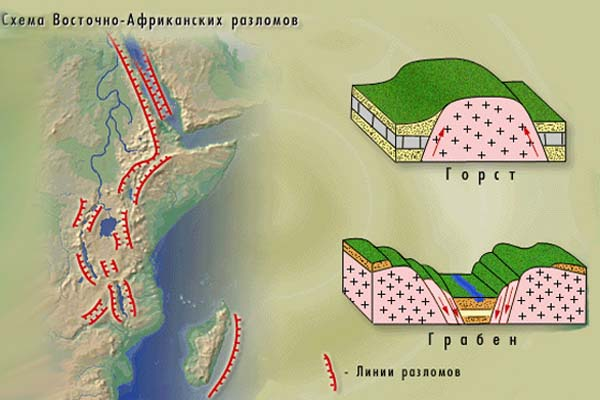 Схема Восточно-Африканских разломов
Горст
Грабен
- Линии разломов